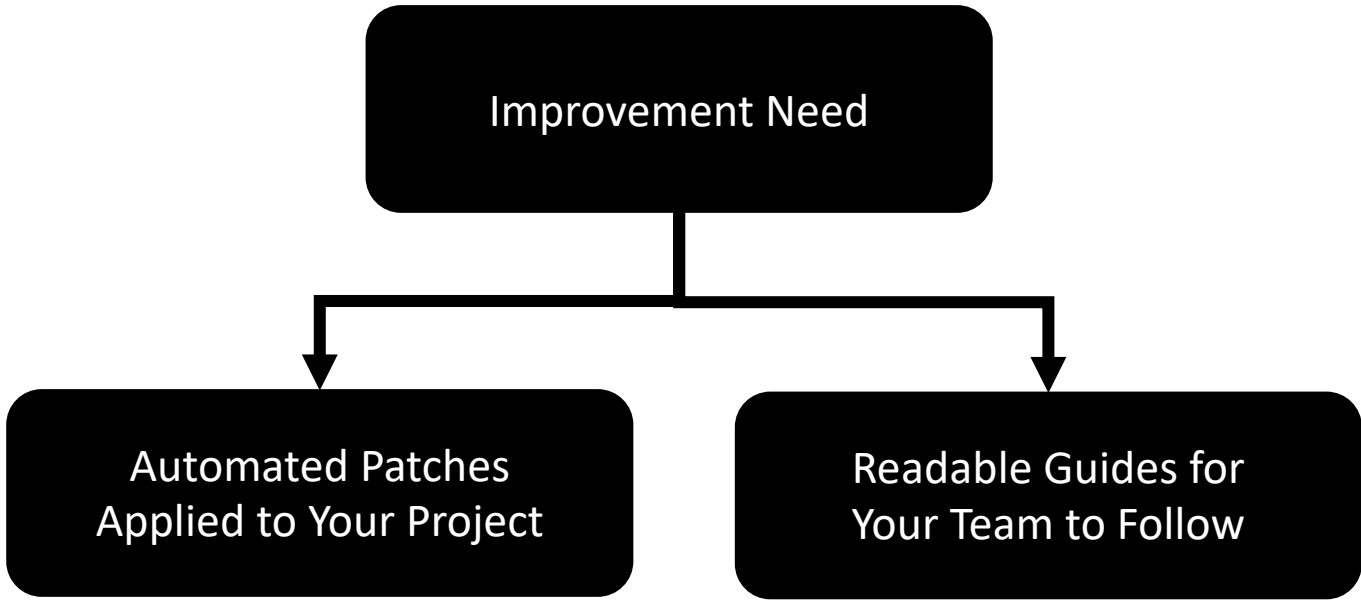 Improvement Need
Automated Patches
Applied to Your Project
Readable Guides for
Your Team to Follow